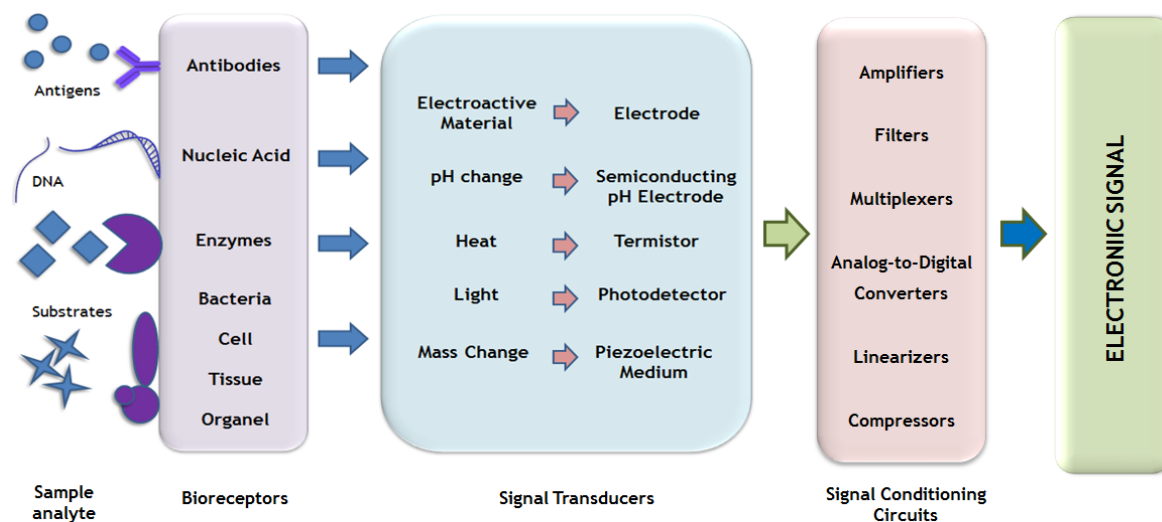 Antigens
DNA
Substrates
Sample
analyte
Antibodies
Nucleic Acid
Enzymes
Bacteria
Cell
Tissue
Organel
Bioreceptors
Electroactive
Material
Electrode
pH change
Semiconducting
pH Electrode
Heat
Termistor
Light
Photodetector
Mass Change
Piezoelectric
Medium
Signal Transducers
Amplifiers
Filters
Multiplexers
Analog-to-Digital
Converters
Linearizers
Compressors
Signal Conditioning
Circuits
ELECTRONIIC SIGNAL